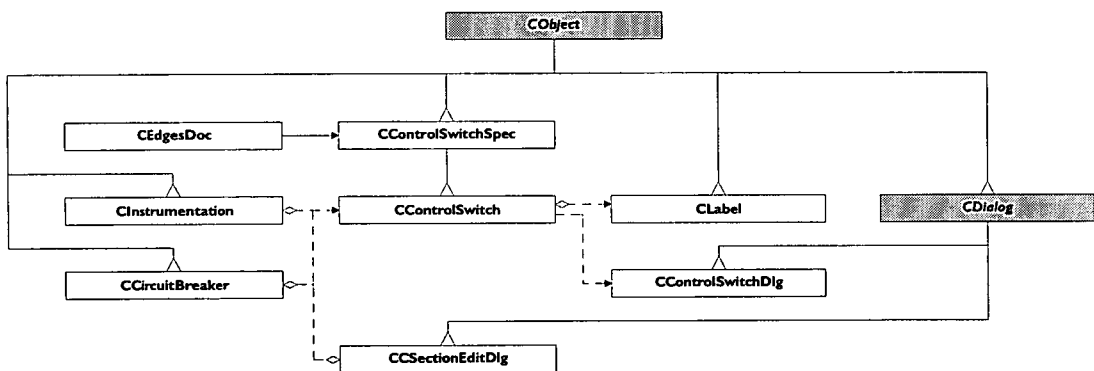 CObject
CEdgesDoc
CControlSwitchSpec
CInstrumentation
CControlSwitch
CLabel
CDialog
CCircuitBreaker
CControlSwitchDlg
CCSectionEditDlg